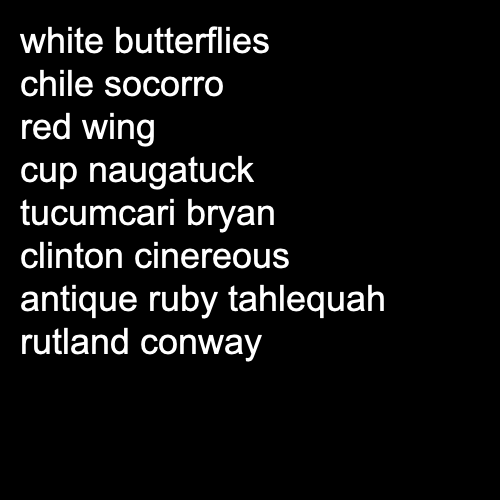 white butterflies
chile socorro
red wing
cup naugatuck
tucumcari bryan
clinton cinereous
antique ruby tahlequah
rutland conway